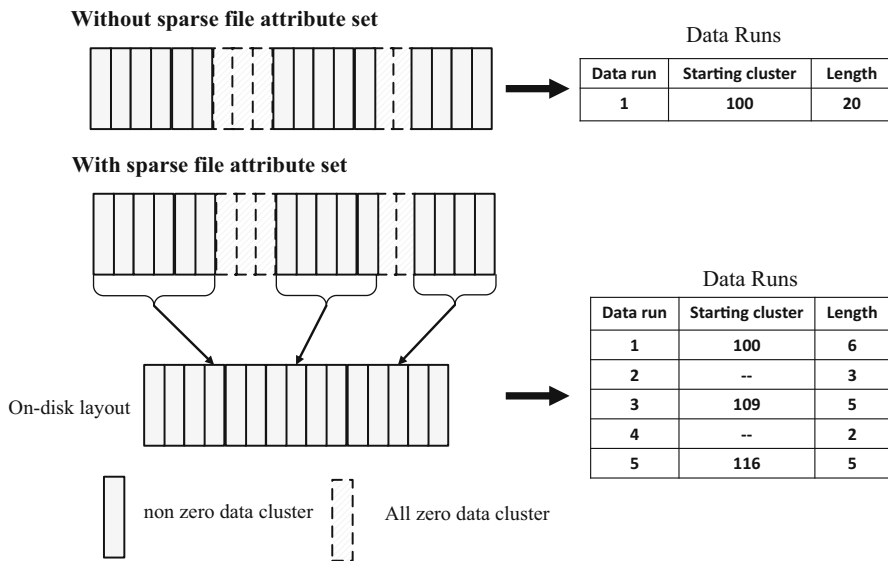 Without sparse file attribute set
Data Runs
Data run Starting cluster Length
1 100 20
With sparse file attribute set
Data Runs
Data run Starting cluster Length
1 100 6
2 -- 3
3 109 5
4 -- 2
5 116 5
On-disk layout
non zero data cluster
All zero data cluster